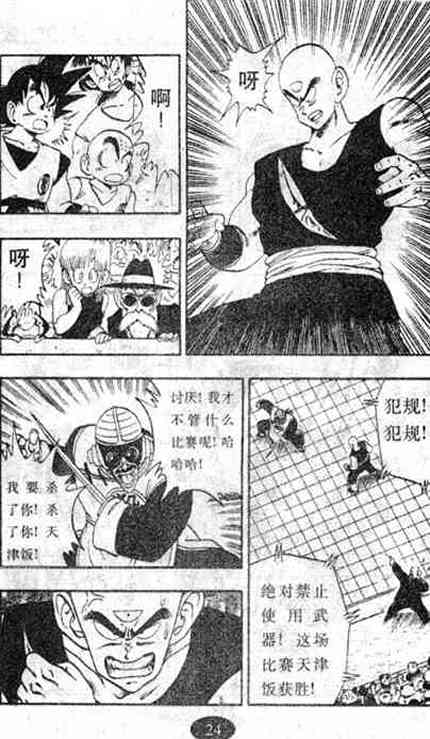 呀
啊!
呀!
犯规!
犯规!
绝对禁止
使用武
器!这场
比赛天津
饭获胜!
讨厌!我才
不管什么
比赛呢!哈
哈哈!
我要杀
了你!杀
了你!天
津饭!
24